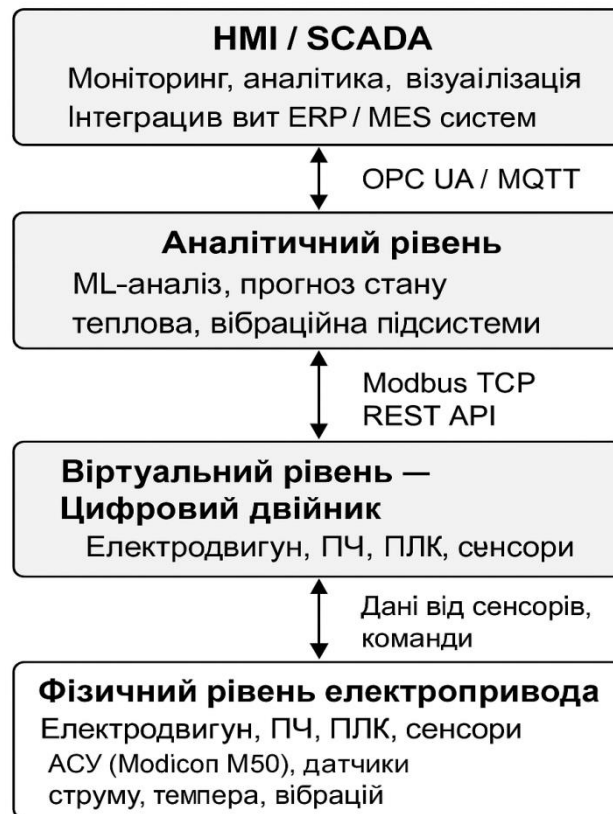 HMI / SCADA
Моніторинг, аналітика, візуаілізація
Інтеграцив вит ERP / MES систем
OPC UA / MQTT
Аналітичний рівень
ML-аналіз, прогноз стану
теплова, вібраційна підсистеми
Modbus TCP
REST API
Віртуальний рівень —
Цифровий двійник
Електродвигун, ПЧ, ПЛК, сенсори
Дані від сенсорів,
команди
Фізичний рівень електропривода
Електродвигун, ПЧ, ПЛК, сенсори
АСУ (Modicoп M50), датчики
струму, темпера, вібрацій